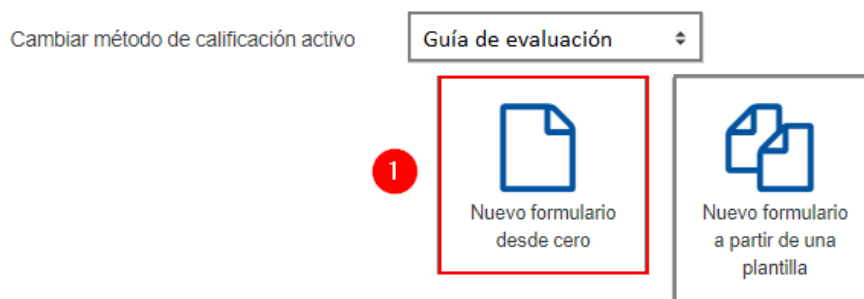 Cambiar método de calificación activo
Guía de evaluación
1
Nuevo formulario
desde cero
Nuevo formulario
a partir de una
plantilla